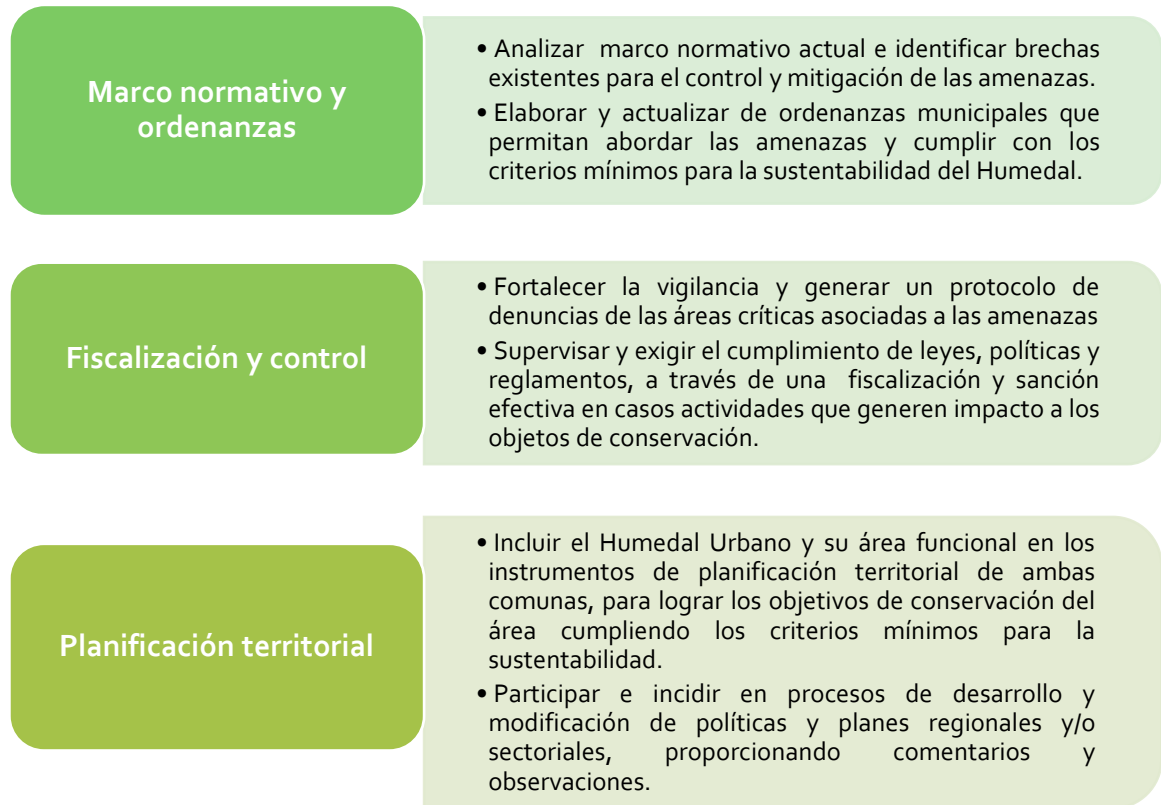 Marco normativo y
ordenanzas
• Analizar marco normativo actual e identificar brechas
existentes para el control y mitigación de las amenazas.
• Elaborar y actualizar de ordenanzas municipales que
permitan abordar las amenazas y cumplir con los
criterios mínimos para la sustentabilidad del Humedal.
Fiscalización y control
• Fortalecer la vigilancia y generar un protocolo de
denuncias de las áreas críticas asociadas a las amenazas
• Supervisar y exigir el cumplimiento de leyes, políticas y
reglamentos, a través de una fiscalización y sanción
efectiva en casos actividades que generen impacto a los
objetos de conservación.
Planificación territorial
• Incluir el Humedal Urbano y su área funcional en los
instrumentos de planificación territorial de ambas
comunas, para lograr los objetivos de conservación del
área cumpliendo los criterios mínimos para la
sustentabilidad.
• Participar e incidir en procesos de desarrollo y
modificación de políticas y planes regionales y/o
sectoriales, proporcionando comentarios y
observaciones.